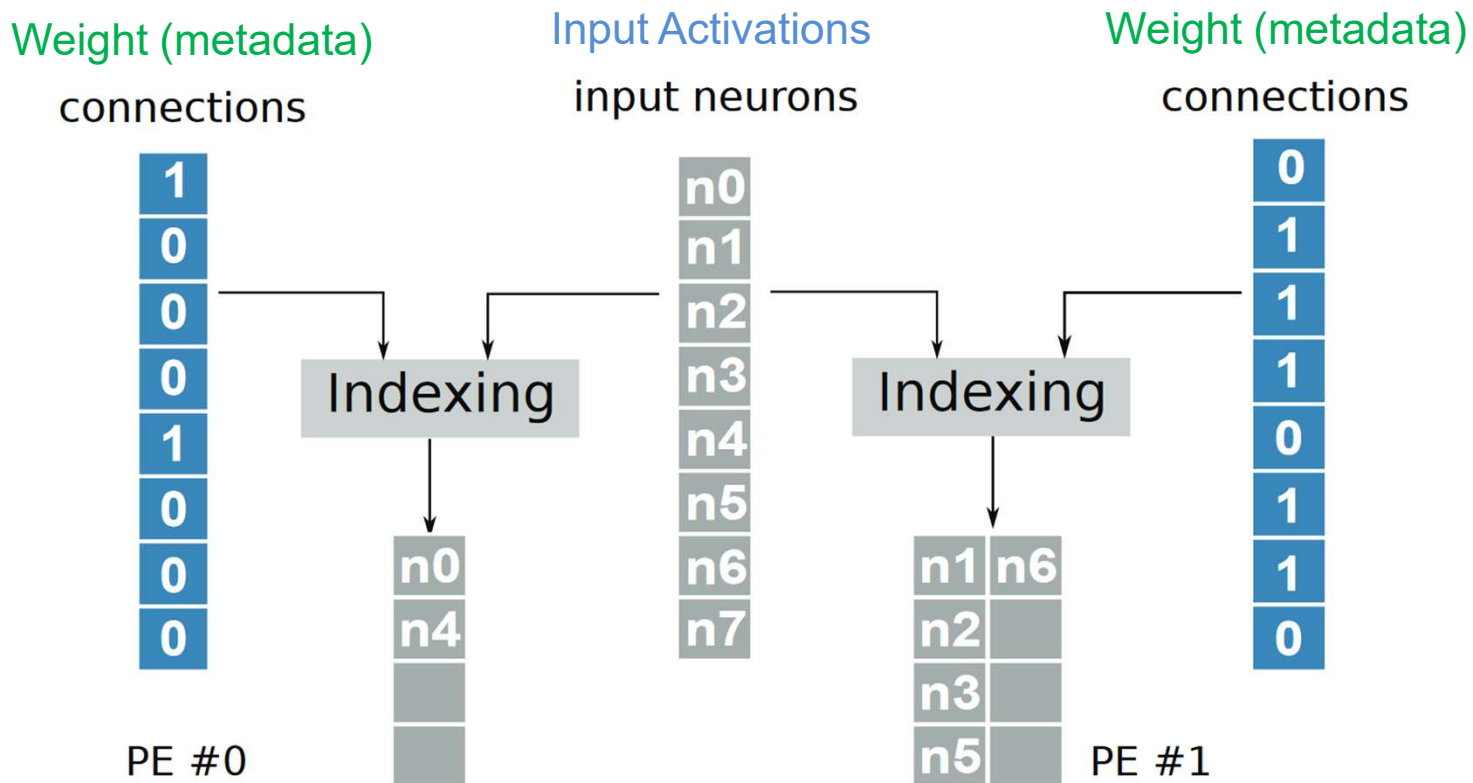 Weight (metadata)
Input Activations
Weight (metadata)
connections
input neurons
connections
1
0
0
0
1
0
0
0
n0
n1
n2
n3
n4
n5
n6
n7
0
1
1
1
0
1
1
0
Indexing
Indexing
n0
n4
n1 n6
n2
n3
n5
PE #0
PE #1